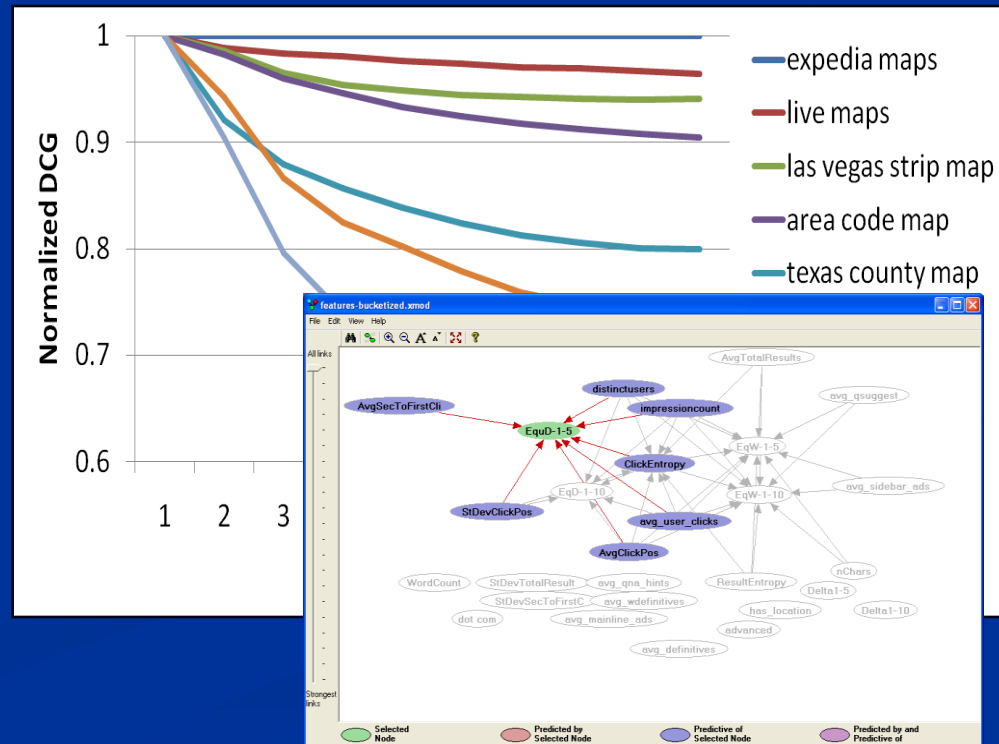 Normalized DCG
1
0.9
0.8
0.7
0.6
1
2
3
expedia maps
live maps
las vegas strip map
area code map
texas county map
features-bucketized.xmod
File Edit View Help
All links
Strongest
links
AvgTotalResults
distinctusers
avg_qsuggest
AvgSecToFirstCli
impressioncount
EquD-1-5
EqW-1-5
ClickEntropy
EqD-1-10
EqW-1-10
avg_sidebar_ads
StDevClickPos
avg_user_clicks
AvgClickPos
nChars
WordCount
StDevTotalResult
avg_qna_hints
ResultEntropy
Delta1-5
StDevSecToFirstC
avg_wdefinitives
has_location
Delta1-10
dot com
avg_mainline_ads
advanced
avg_definitives
Selected
Node
Predicted by
Selected Node
Predictive of
Selected Node
Predicted by and
Predictive of